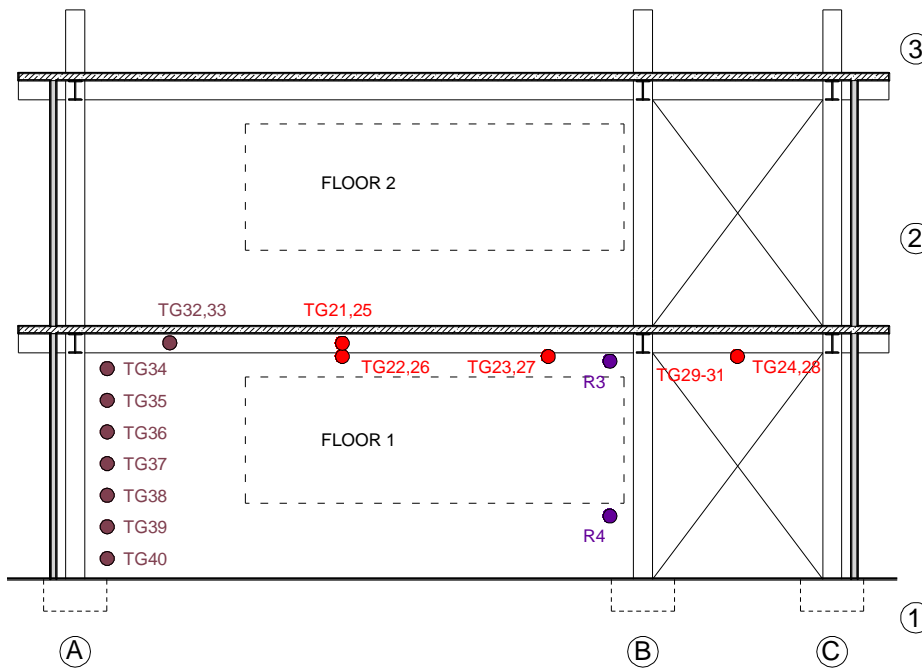 3
FLOOR 2
2
TG32,33
TG21,25
TG34
TG22,26
TG23,27
R3
TG29-31
TG24,28
TG35
TG36
FLOOR 1
TG37
TG38
TG39
R4
TG40
1
A
B
C